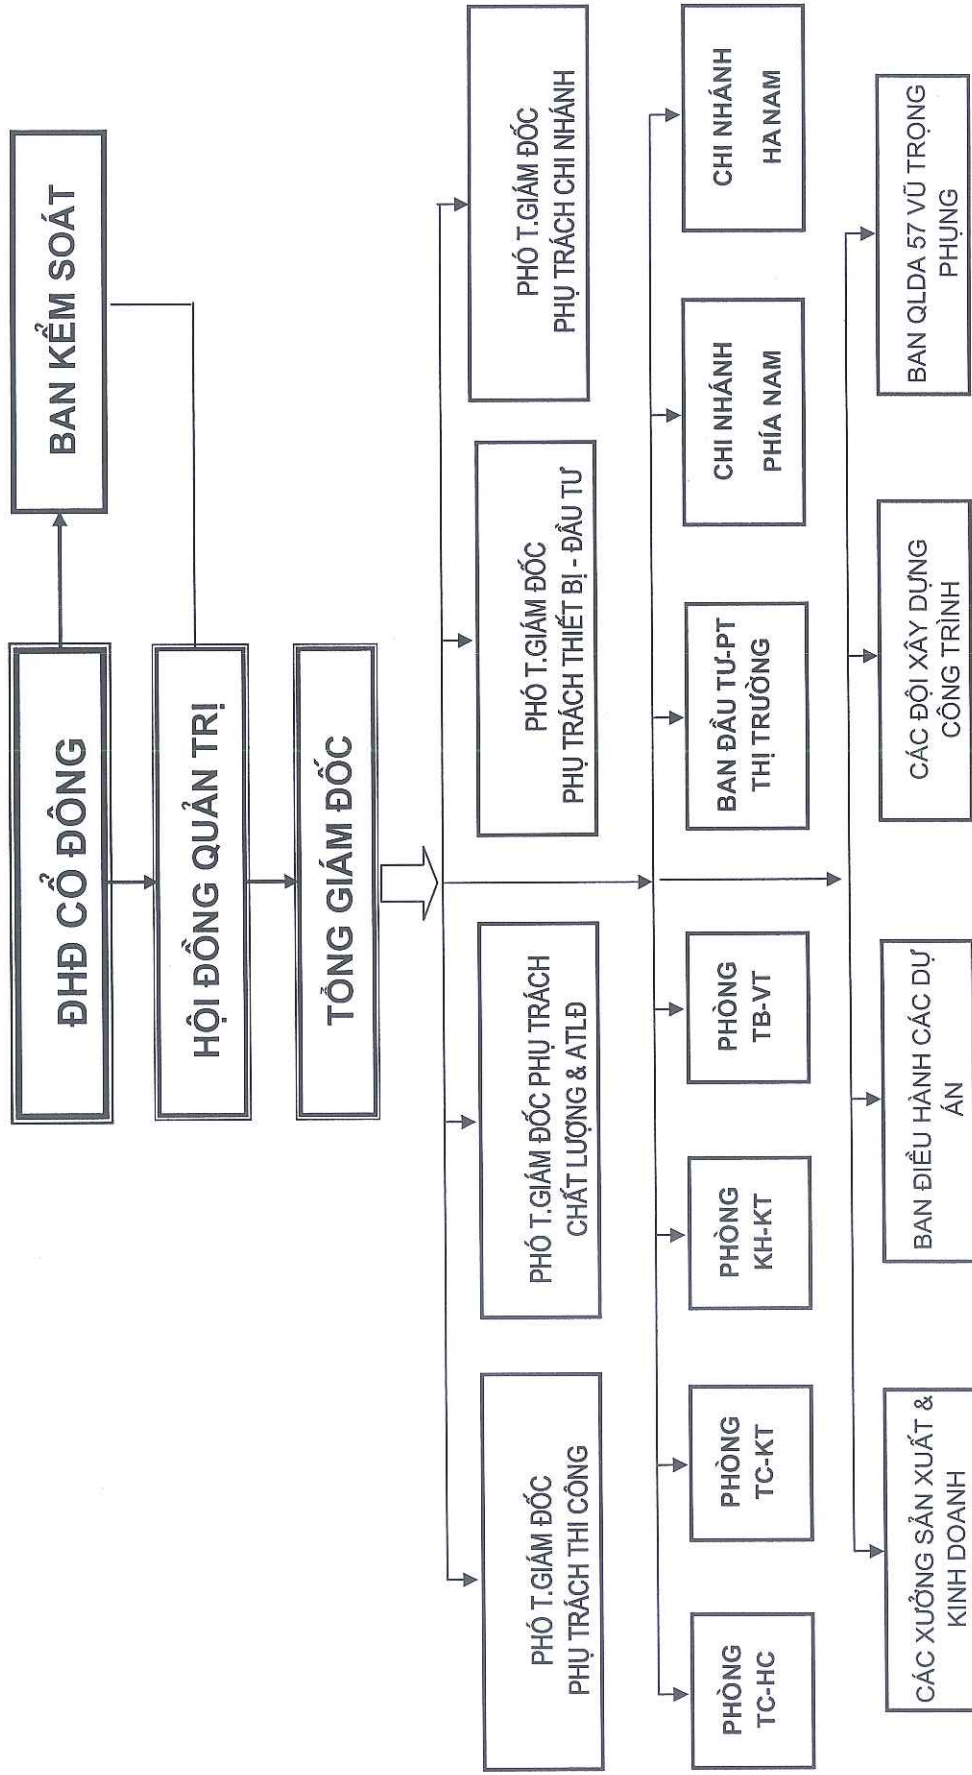 ĐHĐ CỔ ĐÔNG
BAN KỂM SOÁT
HỘI ĐỒNG QUẢN TRỊ
TỔNG GIÁM ĐỐC
PHÓ T.GIÁM ĐỐC
PHỤ TRÁCH THI CÔNG
PHÓ T.GIÁM ĐỐC PHỤ TRÁCH
CHẤT LƯỢNG & ATLĐ
PHÓ T.GIÁM ĐỐC
PHỤ TRÁCH THIẾT BỊ - ĐẦU TƯ
PHÓ T.GIÁM ĐỐC
PHỤ TRÁCH CHI NHÁNH
PHÒNG
TC-HC
PHÒNG
TC-KT
PHÒNG
KH-KT
PHÒNG
TB-VT
BAN ĐẦU TƯ-PT
THỊ TRƯỜNG
CHI NHÁNH
PHÍA NAM
CHI NHÁNH
HÀ NAM
CÁC XƯỞNG SẢN XUẤT &
KINH DOANH
BAN ĐIỀU HÀNH CÁC DỰ
ÁN
CÁC ĐỘI XÂY DỰNG
CÔNG TRÌNH
BAN QLDA 57 VŨ TRỌNG
PHỤNG